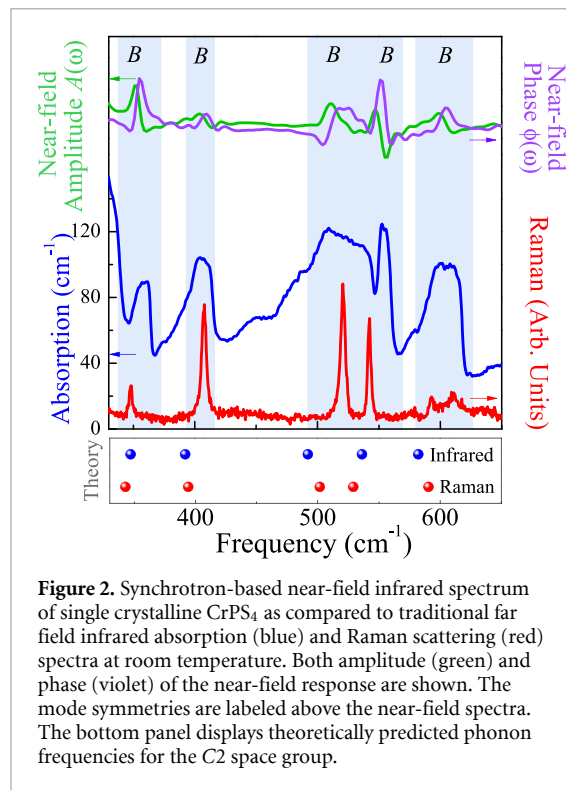 B B B B B
Near-field
Amplitude A(ω)
Near-field
Phase ϕ(ω)
Absorption (cm⁻¹)
Raman (Arb. Units)
120
80
40
0
Theory
Infrared
Raman
400 500 600
Frequency (cm⁻¹)
Figure 2. Synchrotron-based near-field infrared spectrum
of single crystalline CrPS₄ as compared to traditional far
field infrared absorption (blue) and Raman scattering (red)
spectra at room temperature. Both amplitude (green) and
phase (violet) of the near-field response are shown. The
mode symmetries are labeled above the near-field spectra.
The bottom panel displays theoretically predicted phonon
frequencies for the C2 space group.